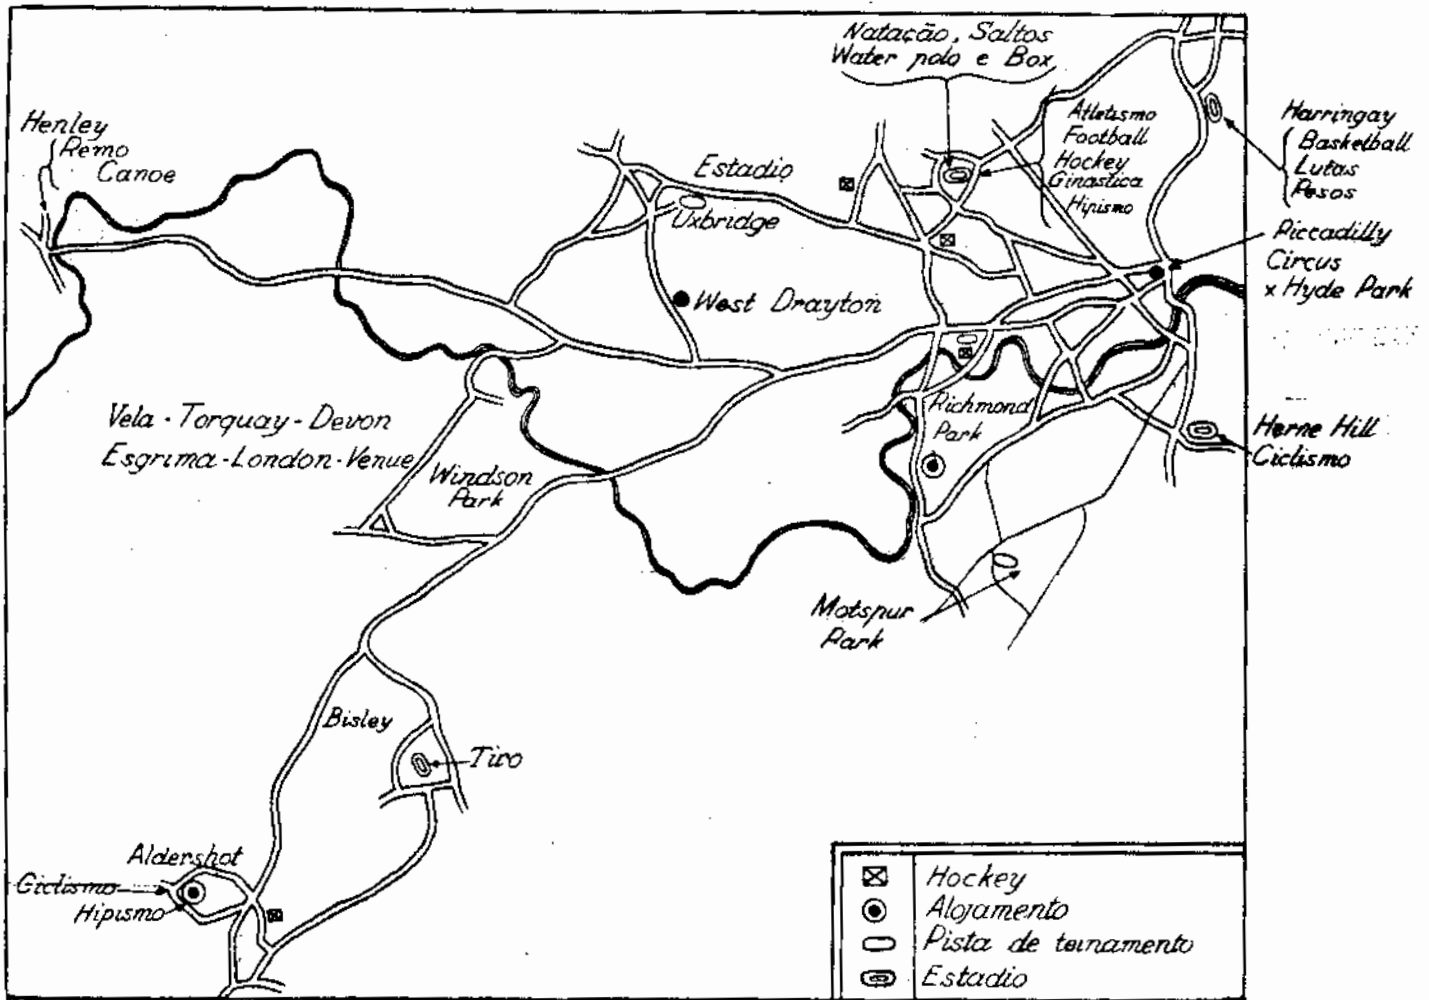 Natação, Saltos
Water polo e Box
Atletismo
Football
Hockey
Ginastica
Hipismo
Harringay
Basketball
Lutas
Pesos
Henley
Remo
Canoe
Estadio
Uxbridge
Piccadilly
Circus
x Hyde Park
West Drayton
Vela - Torquay - Devon
Esgrima - London - Venue
Windson
Park
Richmond
Park
Herne Hill
Ciclismo
Motspur
Park
Bisley
Tiro
Aldershot
Ciclismo
Hipismo
Hockey
Alojamento
Pista de teinamento
Estadio